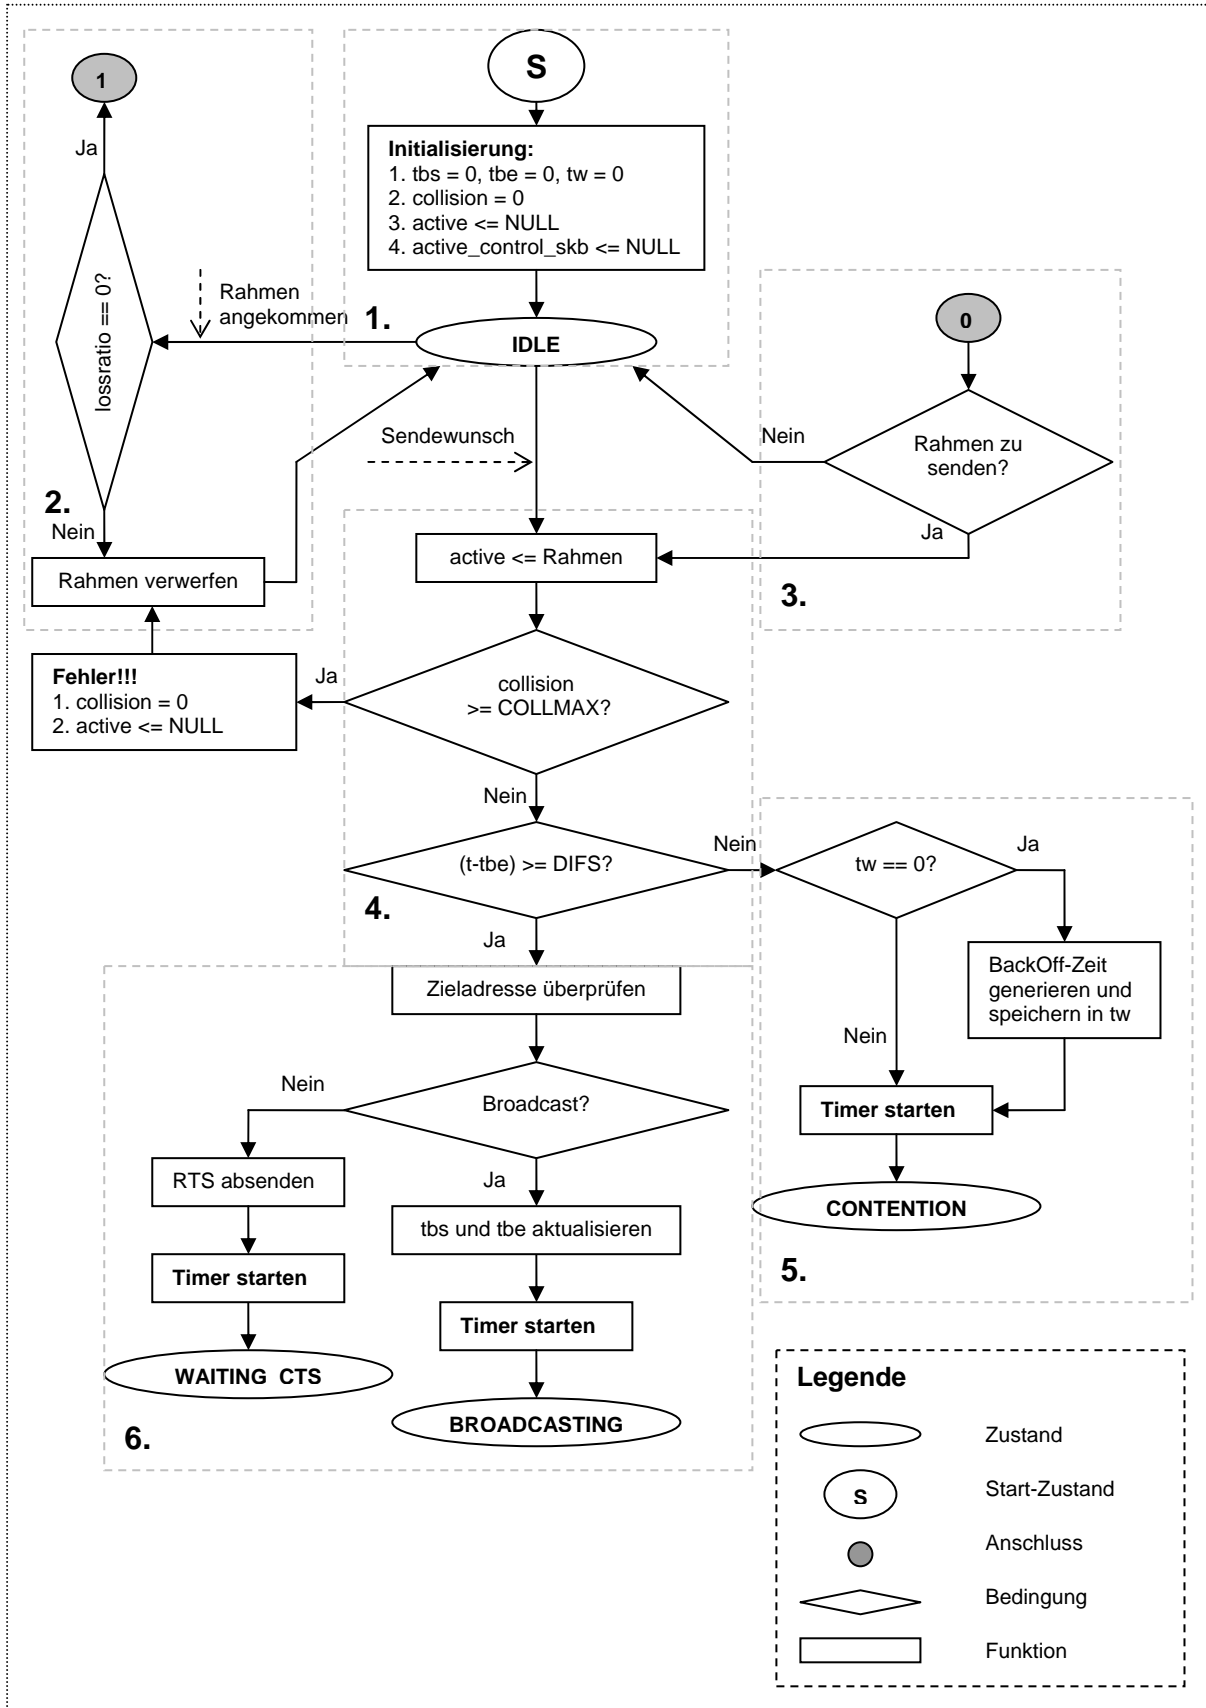 1
S
Ja
Initialisierung:
1. tbs = 0, tbe = 0, tw = 0
2. collision = 0
3. active <= NULL
4. active_control_skb <= NULL
lossratio == 0?
Rahmen
angekommen
1.
IDLE
0
Sendewunsch
Nein
Rahmen zu
senden?
2.
Nein
Ja
active <= Rahmen
Rahmen verwerfen
3.
Fehler!!!
1. collision = 0
2. active <= NULL
Ja
collision
>= COLLMAX?
Nein
(t-tbe) >= DIFS?
Nein
tw == 0?
Ja
4.
Ja
BackOff-Zeit
generieren und
speichern in tw
Zieladresse überprüfen
Nein
Nein
Broadcast?
Timer starten
RTS absenden
Ja
CONTENTION
tbs und tbe aktualisieren
5.
Timer starten
Timer starten
WAITING_CTS
BROADCASTING
6.
Legende
Zustand
S
Start-Zustand
Anschluss
Bedingung
Funktion